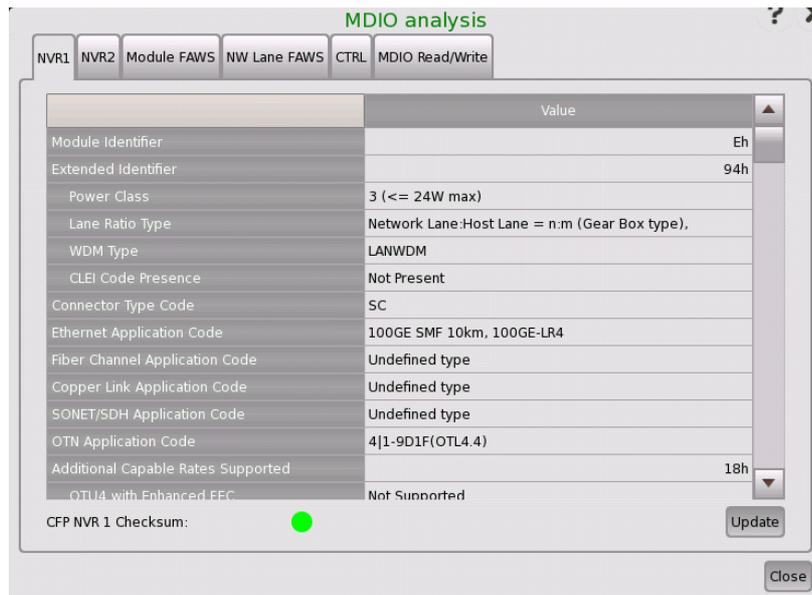 MDIO analysis ?
NVR1 NVR2 Module FAWS NW Lane FAWS CTRL MDIO Read/Write
Value
Module Identifier Eh
Extended Identifier 94h
Power Class 3 (<= 24W max)
Lane Ratio Type Network Lane:Host Lane = n:m (Gear Box type),
WDM Type LANWDM
CLEI Code Presence Not Present
Connector Type Code SC
Ethernet Application Code 100GE SMF 10km, 100GE-LR4
Fiber Channel Application Code Undefined type
Copper Link Application Code Undefined type
SONET/SDH Application Code Undefined type
OTN Application Code 4|1-9D1F(OTL4.4)
Additional Capable Rates Supported 18h
OTU4 with Enhanced FEC Not Supported
CFP NVR 1 Checksum: Update
Close